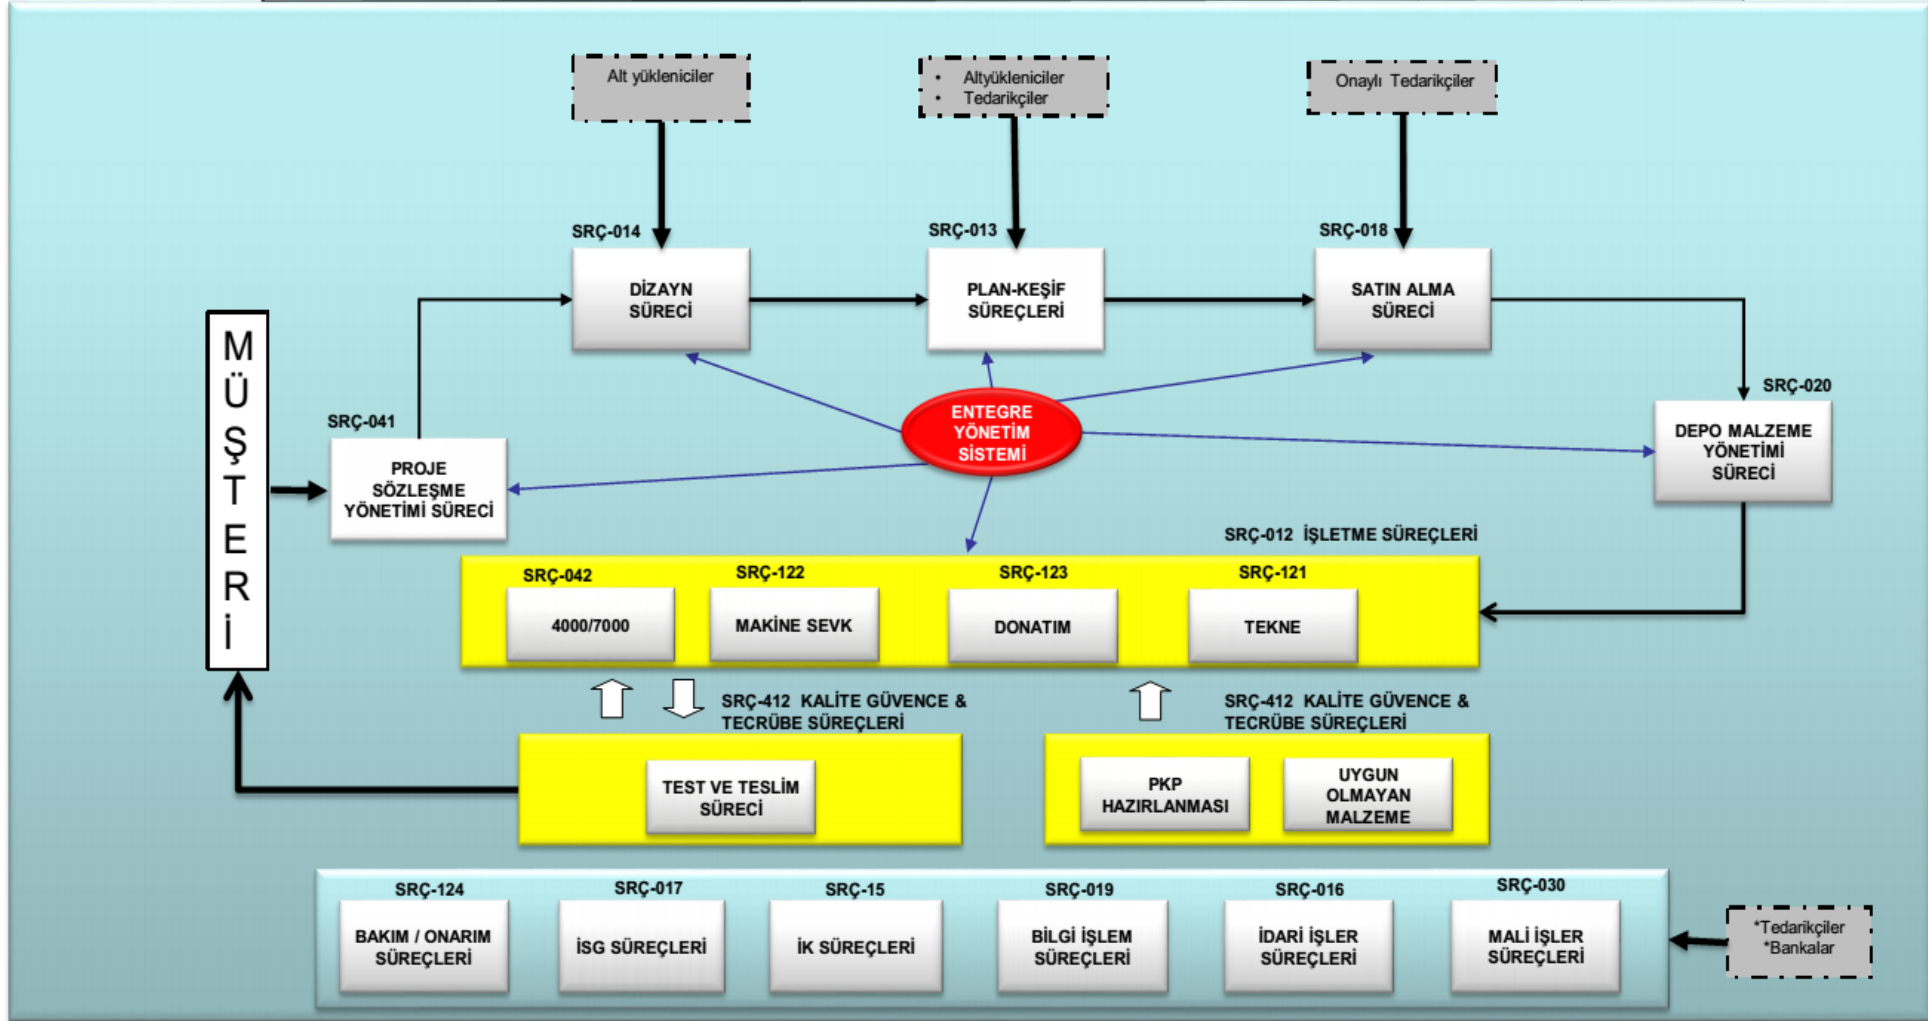 Alt yükleniciler
• Altyükleniciler
• Tedarikçiler
Onaylı Tedarikçiler
SRÇ-014
DİZAYN
SÜRECİ
SRÇ-013
PLAN-KEŞİF
SÜREÇLERİ
SRÇ-018
SATIN ALMA
SÜRECİ
MÜŞTERİ
SRÇ-041
PROJE
SÖZLEŞME
YÖNETİMİ SÜRECİ
ENTEGRE
YÖNETİM
SİSTEMİ
SRÇ-020
DEPO MALZEME
YÖNETİMİ
SÜRECİ
SRÇ-012 İŞLETME SÜREÇLERİ
SRÇ-042
4000/7000
SRÇ-122
MAKİNE SEVK
SRÇ-123
DONATIM
SRÇ-121
TEKNE
SRÇ-412 KALİTE GÜVENCE &
TECRÜBE SÜREÇLERİ
TEST VE TESLİM
SÜRECİ
SRÇ-412 KALİTE GÜVENCE &
TECRÜBE SÜREÇLERİ
PKP
HAZIRLANMASI
UYGUN
OLMAYAN
MALZEME
SRÇ-124
BAKIM / ONARIM
SÜREÇLERİ
SRÇ-017
İSG SÜREÇLERİ
SRÇ-15
İK SÜREÇLERİ
SRÇ-019
BİLGİ İŞLEM
SÜREÇLERİ
SRÇ-016
İDARİ İŞLER
SÜREÇLERİ
SRÇ-030
MALİ İŞLER
SÜREÇLERİ
*Tedarikçiler
*Bankalar